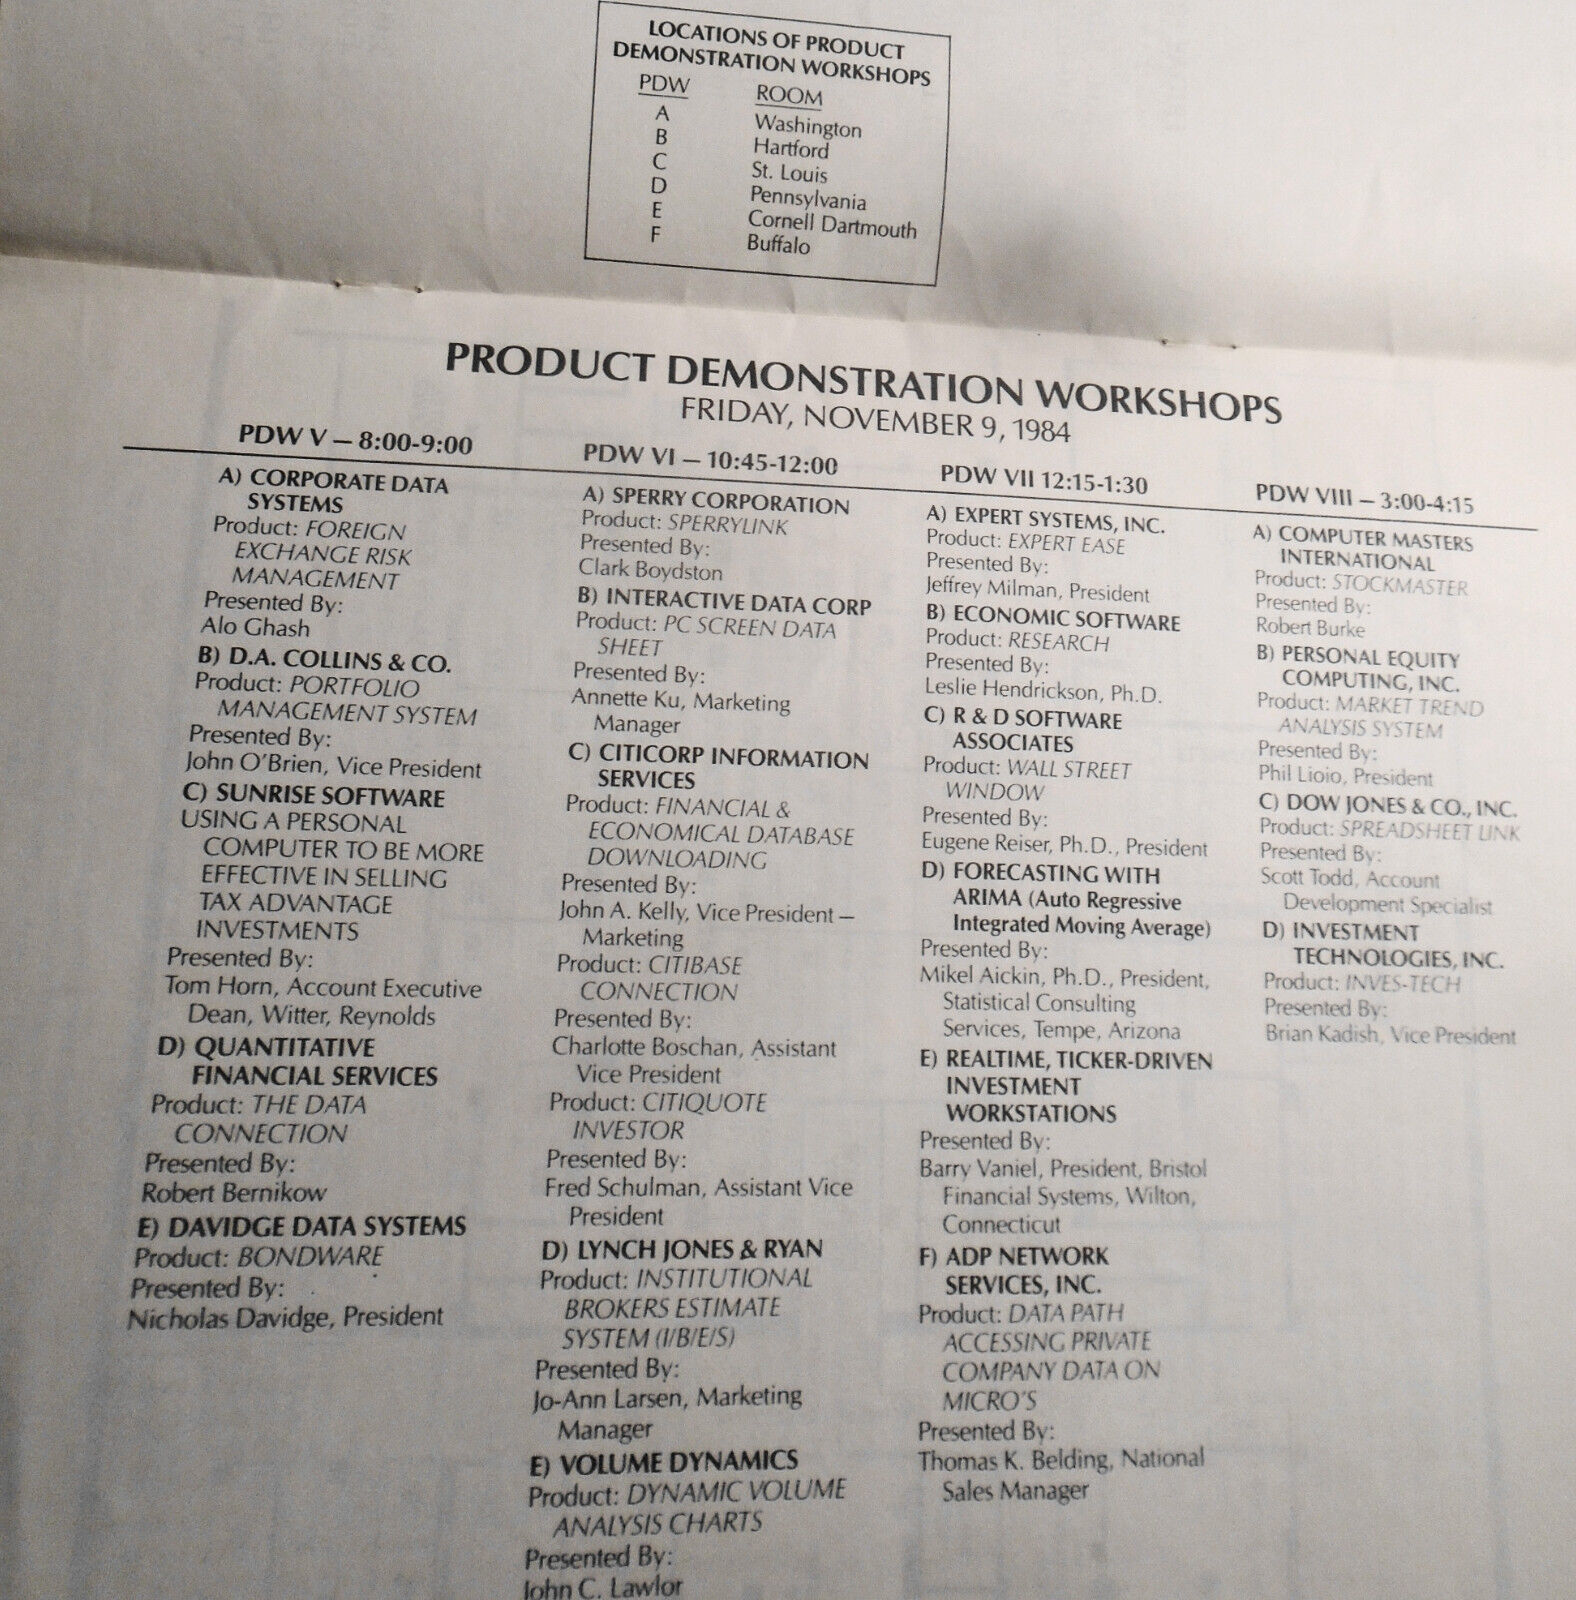 LOCATIONS OF PRODUCT
DEMONSTRATION WORKSHOPS
PDW ROOM
A Washington
B Hartford
C St. Louis
D Pennsylvania
E Cornell Dartmouth
F Buffalo
PRODUCT DEMONSTRATION WORKSHOPS
FRIDAY, NOVEMBER 9, 1984
PDW V — 8:00-9:00
A) CORPORATE DATA
SYSTEMS
Product: FOREIGN
EXCHANGE RISK
MANAGEMENT
Presented By:
Alo Ghash
B) D.A. COLLINS & CO.
Product: PORTFOLIO
MANAGEMENT SYSTEM
Presented By:
John O'Brien, Vice President
C) SUNRISE SOFTWARE
USING A PERSONAL
COMPUTER TO BE MORE
EFFECTIVE IN SELLING
TAX ADVANTAGE
INVESTMENTS
Presented By:
Tom Horn, Account Executive
Dean, Witter, Reynolds
D) QUANTITATIVE
FINANCIAL SERVICES
Product: THE DATA
CONNECTION
Presented By:
Robert Bernikow
E) DAVIDGE DATA SYSTEMS
Product: BONDWARE
Presented By:
Nicholas Davidge, President
PDW VI — 10:45-12:00
A) SPERRY CORPORATION
Product: SPERRYLINK
Presented By:
Clark Boydston
B) INTERACTIVE DATA CORP
Product: PC SCREEN DATA
SHEET
Presented By:
Annette Ku, Marketing
Manager
C) CITICORP INFORMATION
SERVICES
Product: FINANCIAL &
ECONOMICAL DATABASE
DOWNLOADING
Presented By:
John A. Kelly, Vice President —
Marketing
Product: CITIBASE
CONNECTION
Presented By:
Charlotte Boschan, Assistant
Vice President
Product: CITIQUOTE
INVESTOR
Presented By:
Fred Schulman, Assistant Vice
President
D) LYNCH JONES & RYAN
Product: INSTITUTIONAL
BROKERS ESTIMATE
SYSTEM (I/B/E/S)
Presented By:
Jo-Ann Larsen, Marketing
Manager
E) VOLUME DYNAMICS
Product: DYNAMIC VOLUME
ANALYSIS CHARTS
Presented By:
John C. Lawlor
PDW VII 12:15-1:30
A) EXPERT SYSTEMS, INC.
Product: EXPERT EASE
Presented By:
Jeffrey Milman, President
B) ECONOMIC SOFTWARE
Product: RESEARCH
Presented By:
Leslie Hendrickson, Ph.D.
C) R & D SOFTWARE
ASSOCIATES
Product: WALL STREET
WINDOW
Presented By:
Eugene Reiser, Ph.D., President
D) FORECASTING WITH
ARIMA (Auto Regressive
Integrated Moving Average)
Presented By:
Mikel Aickin, Ph.D., President,
Statistical Consulting
Services, Tempe, Arizona
E) REALTIME, TICKER-DRIVEN
INVESTMENT
WORKSTATIONS
Presented By:
Barry Vaniel, President, Bristol
Financial Systems, Wilton,
Connecticut
F) ADP NETWORK
SERVICES, INC.
Product: DATA PATH
ACCESSING PRIVATE
COMPANY DATA ON
MICRO'S
Presented By:
Thomas K. Belding, National
Sales Manager
PDW VIII — 3:00-4:15
A) COMPUTER MASTERS
INTERNATIONAL
Product: STOCKMASTER
Presented By:
Robert Burke
B) PERSONAL EQUITY
COMPUTING, INC.
Product: MARKET TREND
ANALYSIS SYSTEM
Presented By:
Phil Lioio, President
C) DOW JONES & CO., INC.
Product: SPREADSHEET LINK
Presented By:
Scott Todd, Account
Development Specialist
D) INVESTMENT
TECHNOLOGIES, INC.
Product: INVES-TECH
Presented By:
Brian Kadish, Vice President